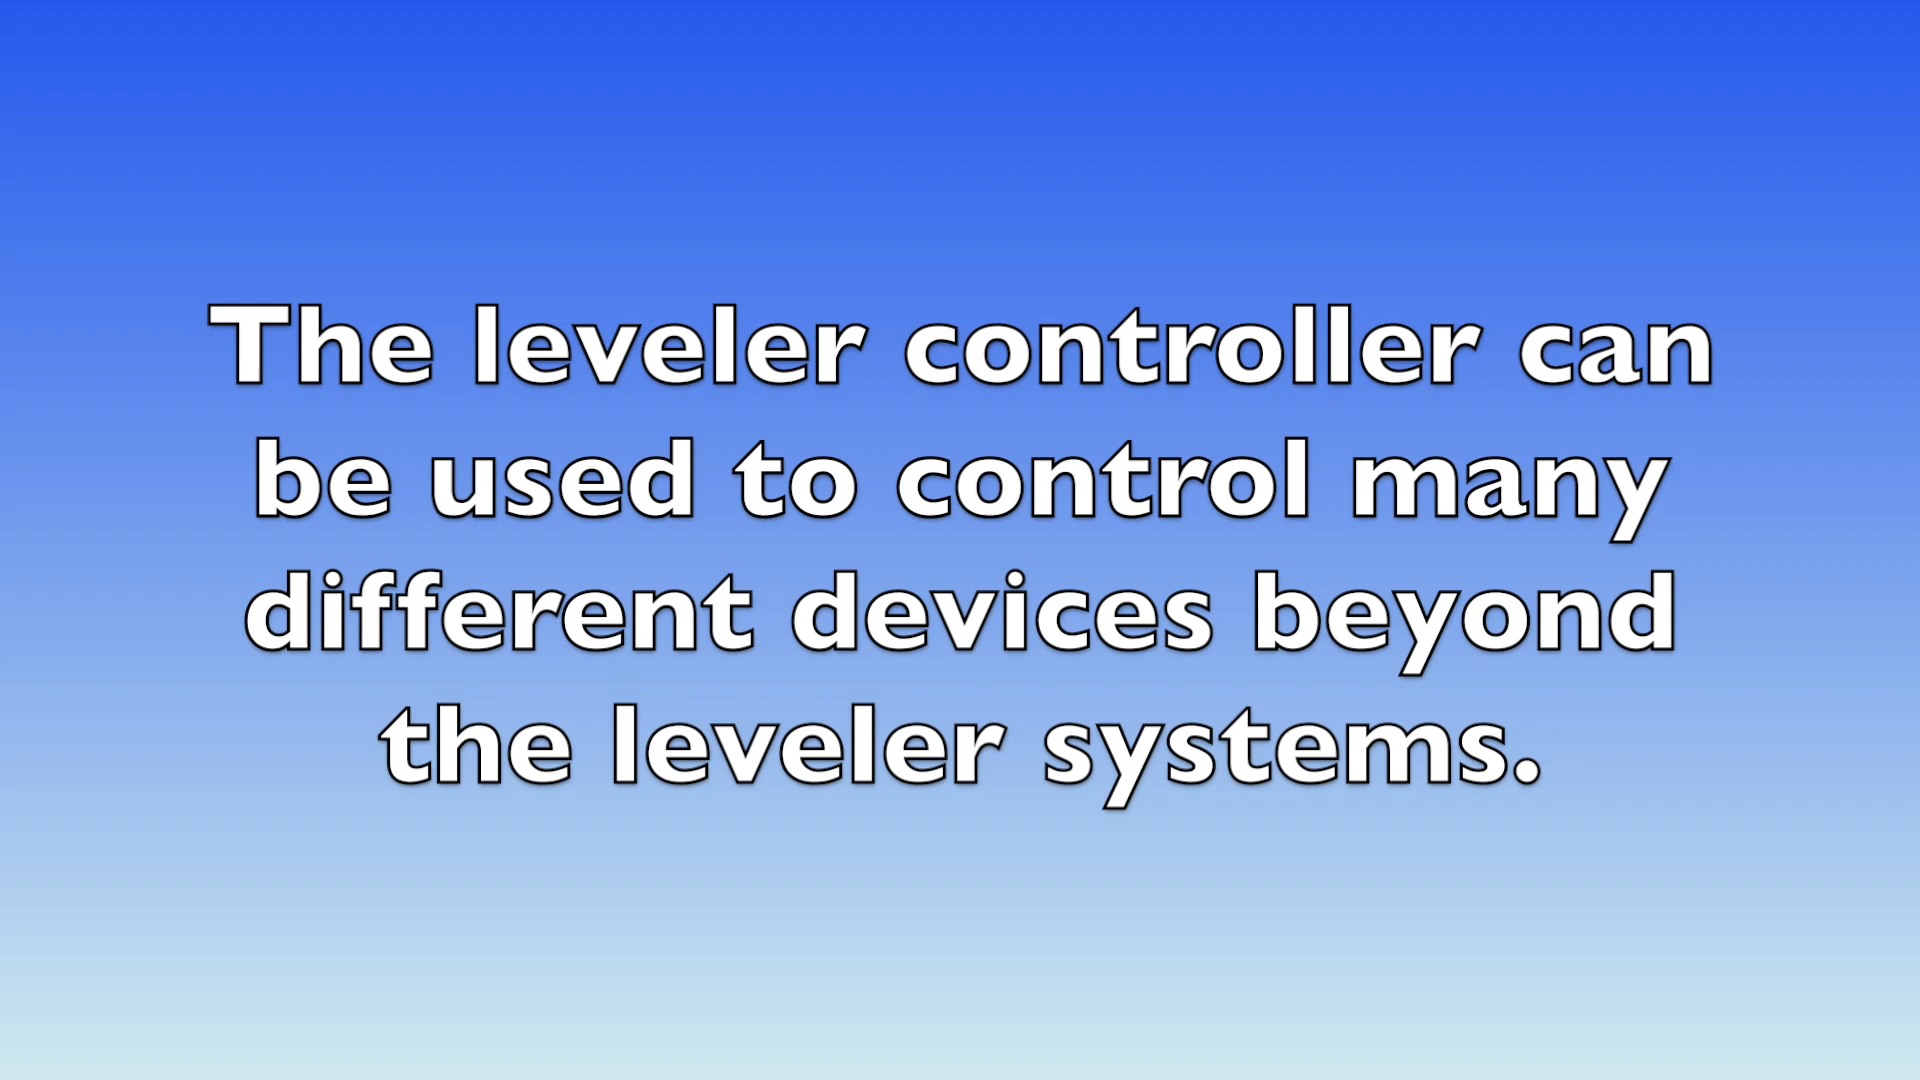 The leveler controller can
be used to control many
different devices beyond
the leveler systems.